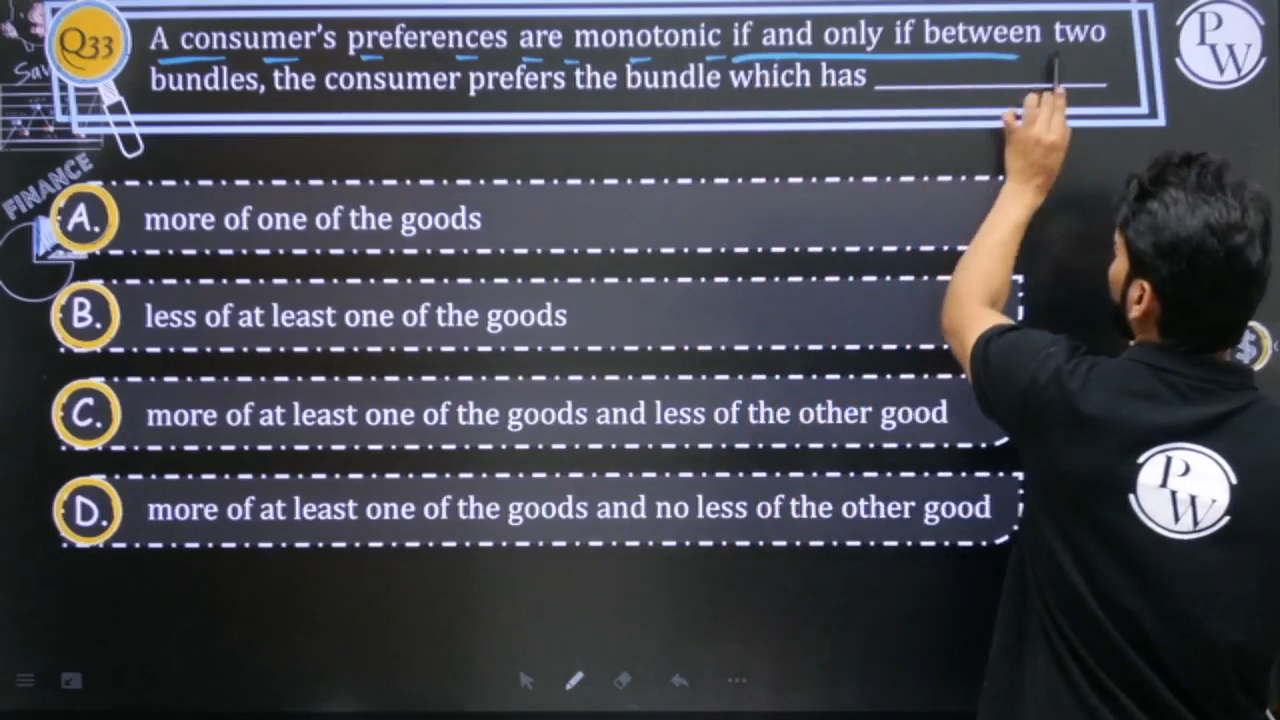 Q33
A consumer's preferences are monotonic if and only if between two
bundles, the consumer prefers the bundle which has
Sav
FINANCE
A. more of one of the goods
B. less of at least one of the goods
C. more of at least one of the goods and less of the other good
D. more of at least one of the goods and no less of the other good
P
W
P
W